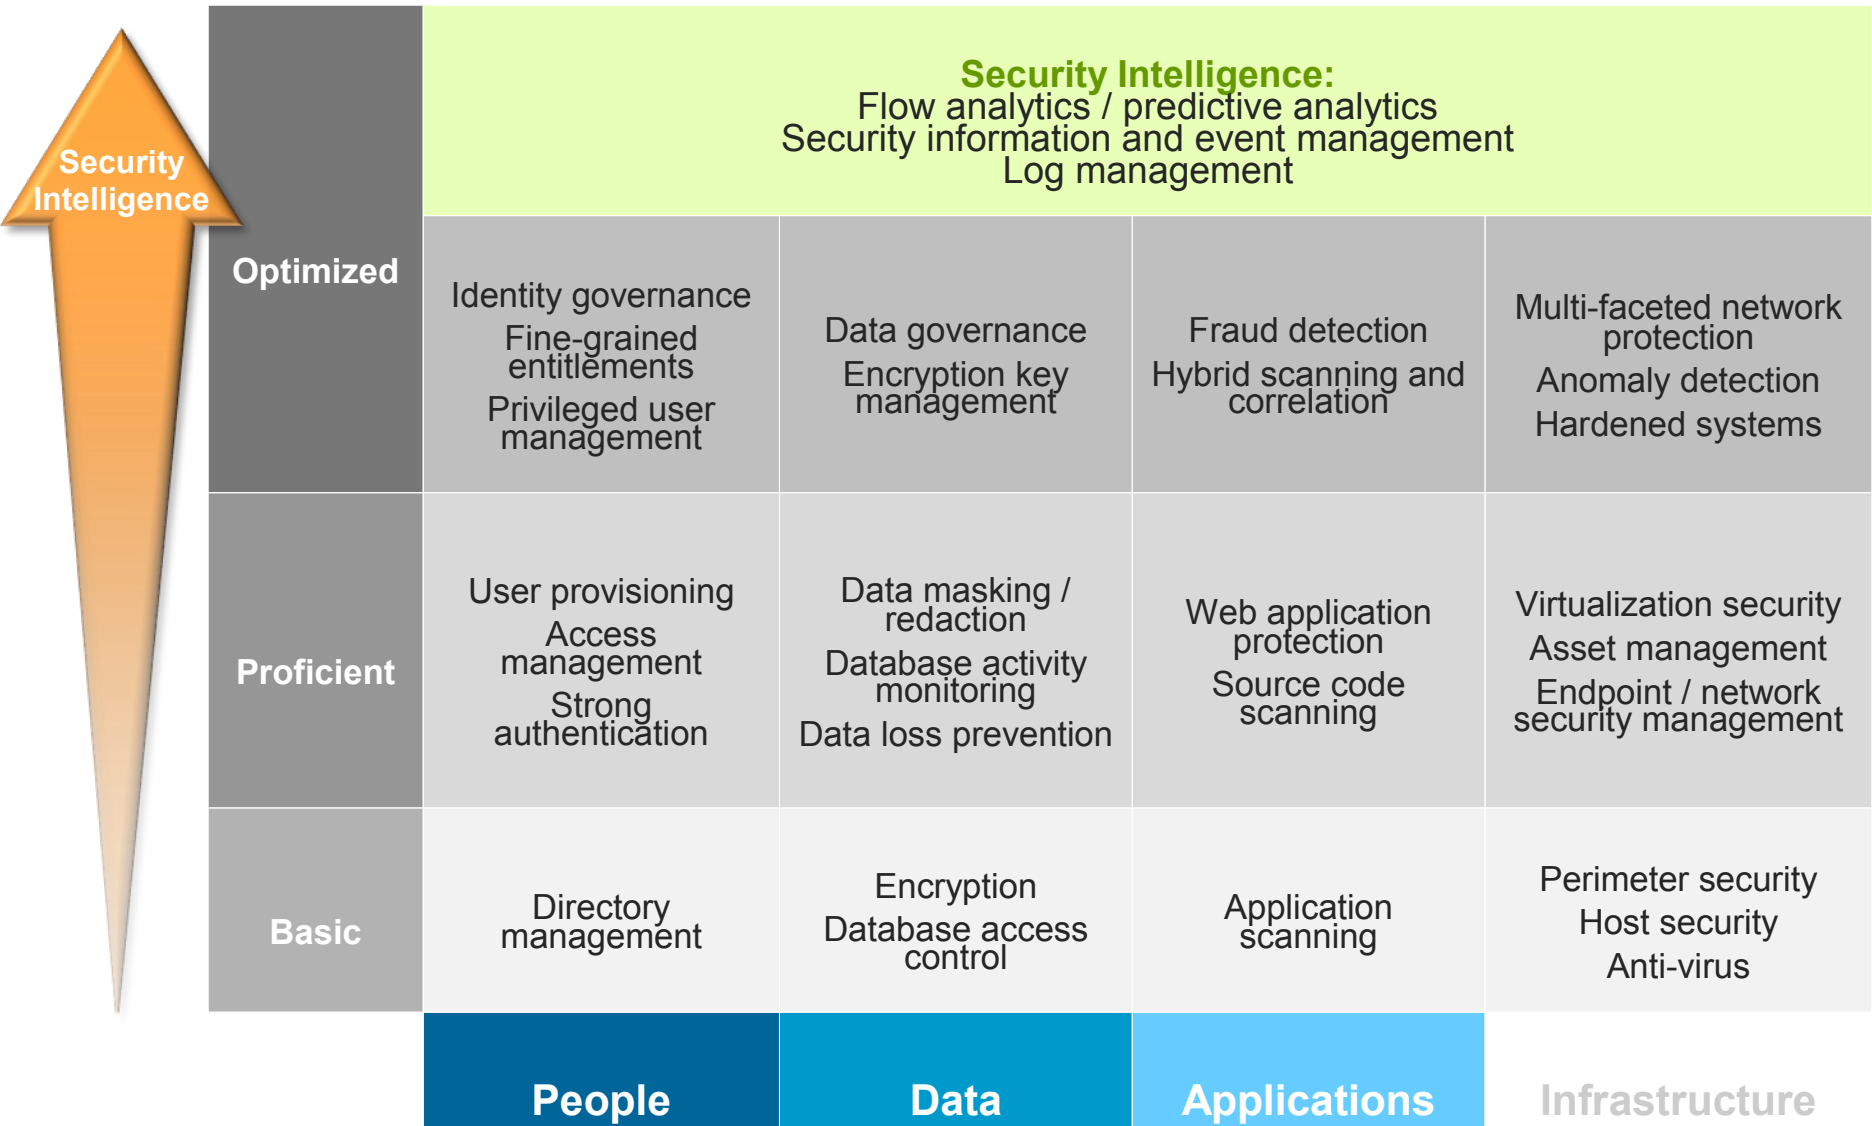 Security Intelligence:
Flow analytics / predictive analytics
Security information and event management
Log management
Security
Intelligence
Optimized
Identity governance
Fine-grained
entitlements
Privileged user
management
Data governance
Encryption key
management
Fraud detection
Hybrid scanning and
correlation
Multi-faceted network
protection
Anomaly detection
Hardened systems
Proficient
User provisioning
Access
management
Strong
authentication
Data masking /
redaction
Database activity
monitoring
Data loss prevention
Web application
protection
Source code
scanning
Virtualization security
Asset management
Endpoint / network
security management
Basic
Directory
management
Encryption
Database access
control
Application
scanning
Perimeter security
Host security
Anti-virus
People
Data
Applications
Infrastructure